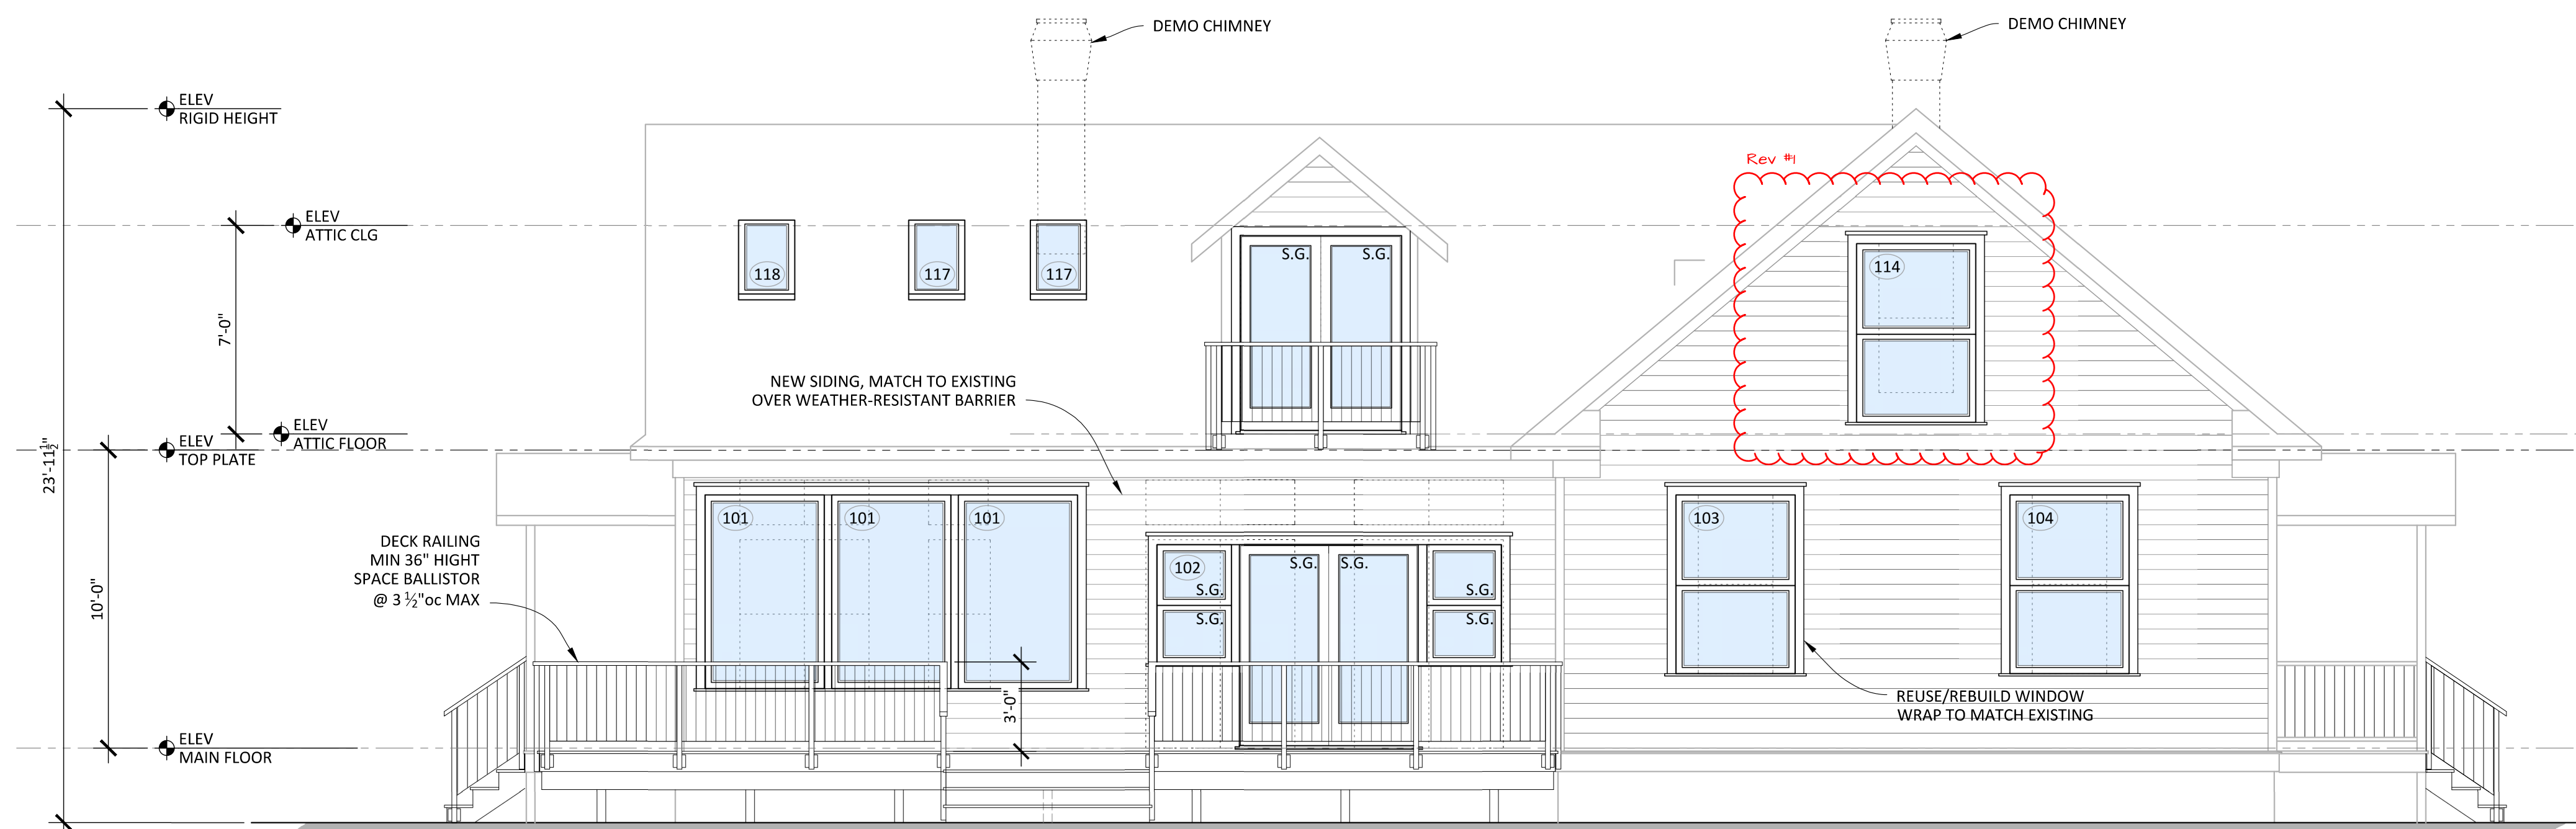 DEMO CHIMNEY
DEMO CHIMNEY
ELEV
RIGID HEIGHT
Rev #1
ELEV
ATTIC CLG
S.G.
S.G.
118
117
117
114
7'-0"
NEW SIDING, MATCH TO EXISTING
OVER WEATHER-RESISTANT BARRIER
ELEV
ATTIC FLOOR
ELEV
TOP PLATE
23'-11½"
101
101
101
103
104
DECK RAILING
MIN 36" HIGHT
SPACE BALLISTOR
@ 3 ½"oc MAX
102
S.G.
S.G.
S.G.
S.G.
S.G.
S.G.
10'-0"
3'-0"
REUSE/REBUILD WINDOW
WRAP TO MATCH EXISTING
ELEV
MAIN FLOOR